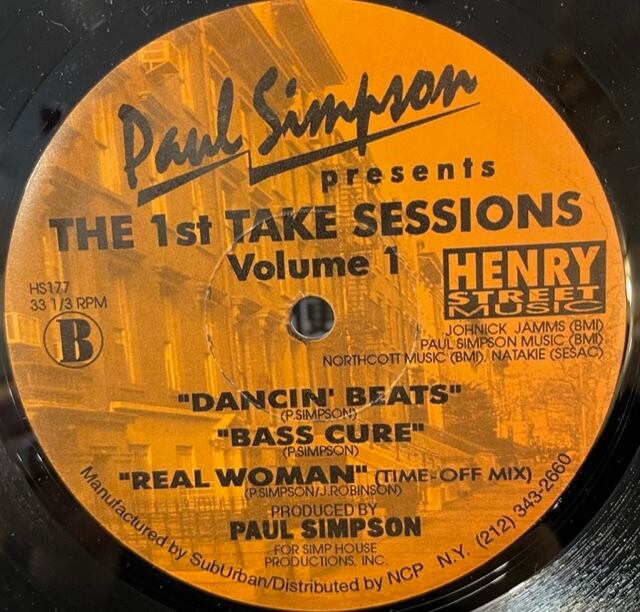 Paul Simpson
presents
THE 1st TAKE SESSIONS
Volume 1
HENRY
STREET
MUSIC
HS177
33 1/3 RPM
B
JOHNICK JAMMS (BMI)
PAUL SIMPSON MUSIC (BMI)
NORTHCOTT MUSIC (BMI), NATAKIE (SESAC)
"DANCIN' BEATS"
(P.SIMPSON)
"BASS CURE"
(P.SIMPSON)
"REAL WOMAN" (TIME-OFF MIX)
(P.SIMPSON/J.ROBINSON)
PRODUCED BY
PAUL SIMPSON
FOR SIMP HOUSE
PRODUCTIONS, INC.
Manufactured by SubUrban/Distributed by NCP N.Y. (212) 343-2660